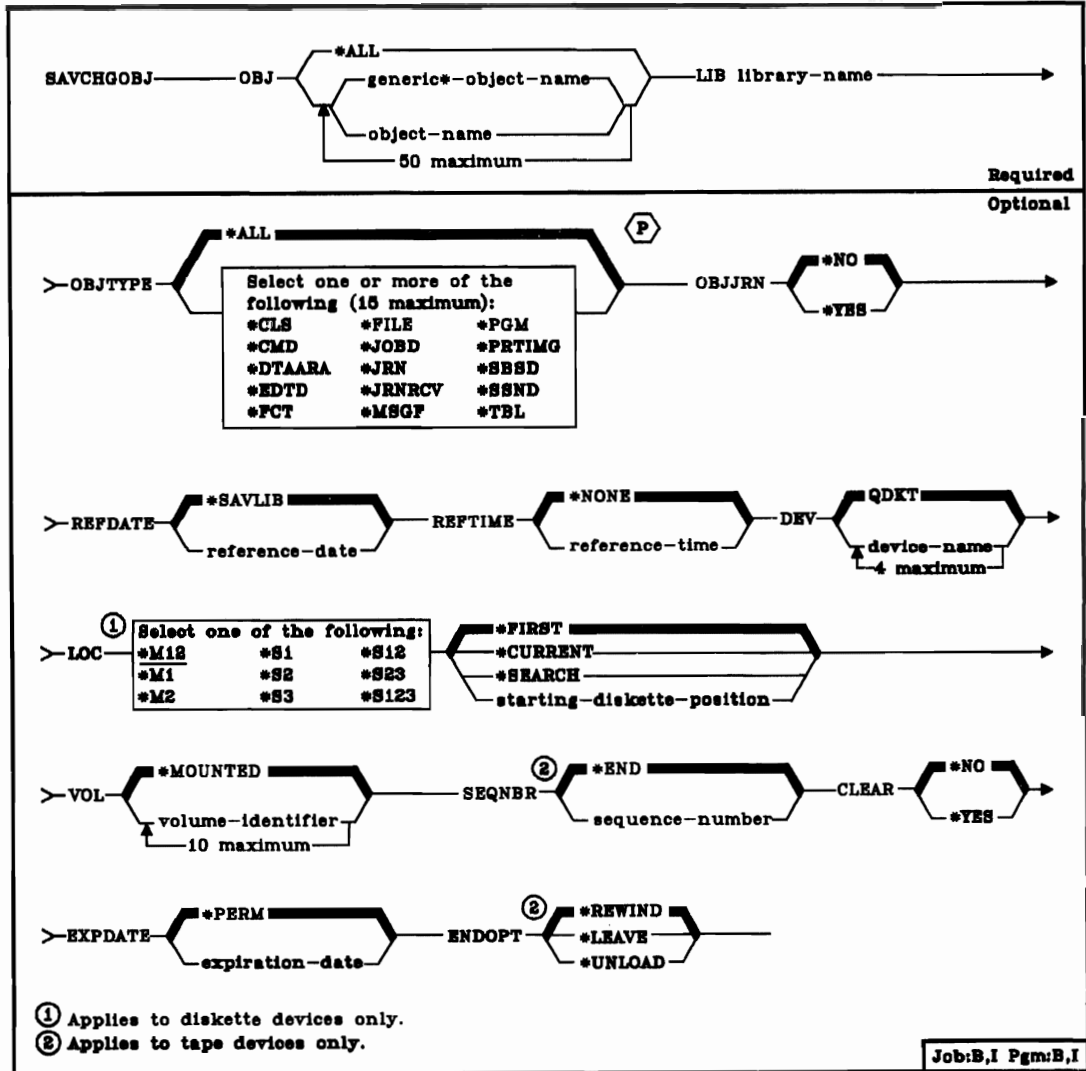 *ALL
SAVCHGOBJ OBJ generic*-object-name LIB library-name
object-name
50 maximum
Required
Optional
*ALL P
OBJTYPE Select one or more of the OBJJRN *NO
following (15 maximum): *YES
*CLS *FILE *PGM
*CMD *JOBD *PRTIMG
*DTAARA *JRN *SBSD
*EDTD *JRNRCV *SSND
*FCT *MSGF *TBL
*SAVLIB *NONE QDKT
REFDATE REFTIME DEV
reference-date reference-time device-name
4 maximum
1 Select one of the following: *FIRST
LOC *M12 *S1 *S12 *CURRENT
*M1 *S2 *S23 *SEARCH
*M2 *S3 *S123 starting-diskette-position
*MOUNTED 2 *END *NO
VOL SEQNBR CLEAR
volume-identifier sequence-number *YES
10 maximum
*PERM 2 *REWIND
EXPDATE ENDOPT *LEAVE
expiration-date *UNLOAD
1 Applies to diskette devices only.
2 Applies to tape devices only.
Job:B,I Pgm:B,I